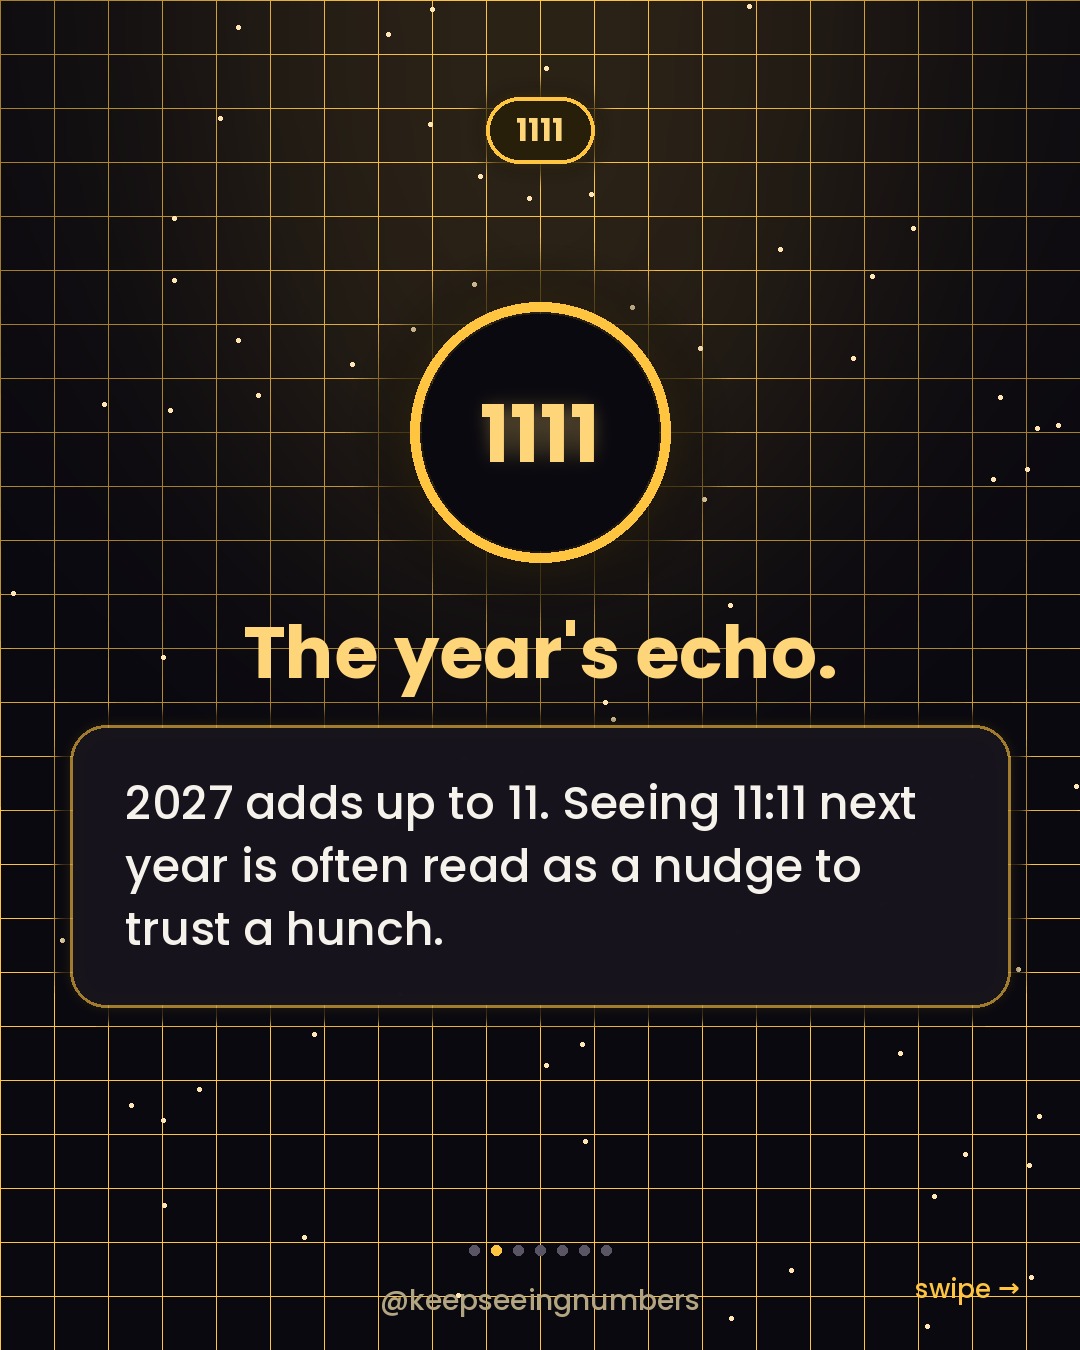 1111
1111
The year's echo.
2027 adds up to 11. Seeing 11:11 next
year is often read as a nudge to
trust a hunch.
@keepseeingnumbers
swipe →